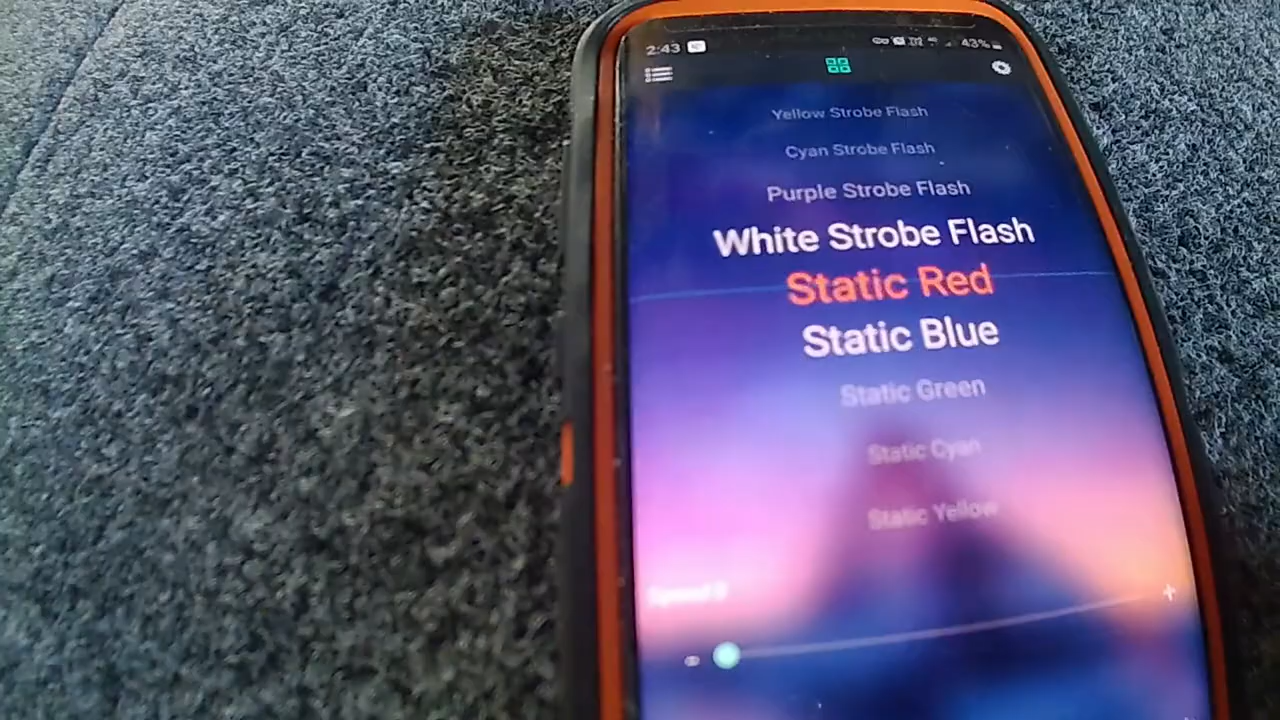 2:43 43%
Yellow Strobe Flash
Cyan Strobe Flash
Purple Strobe Flash
White Strobe Flash
Static Red
Static Blue
Static Green
Static Cyan
Static Yellow